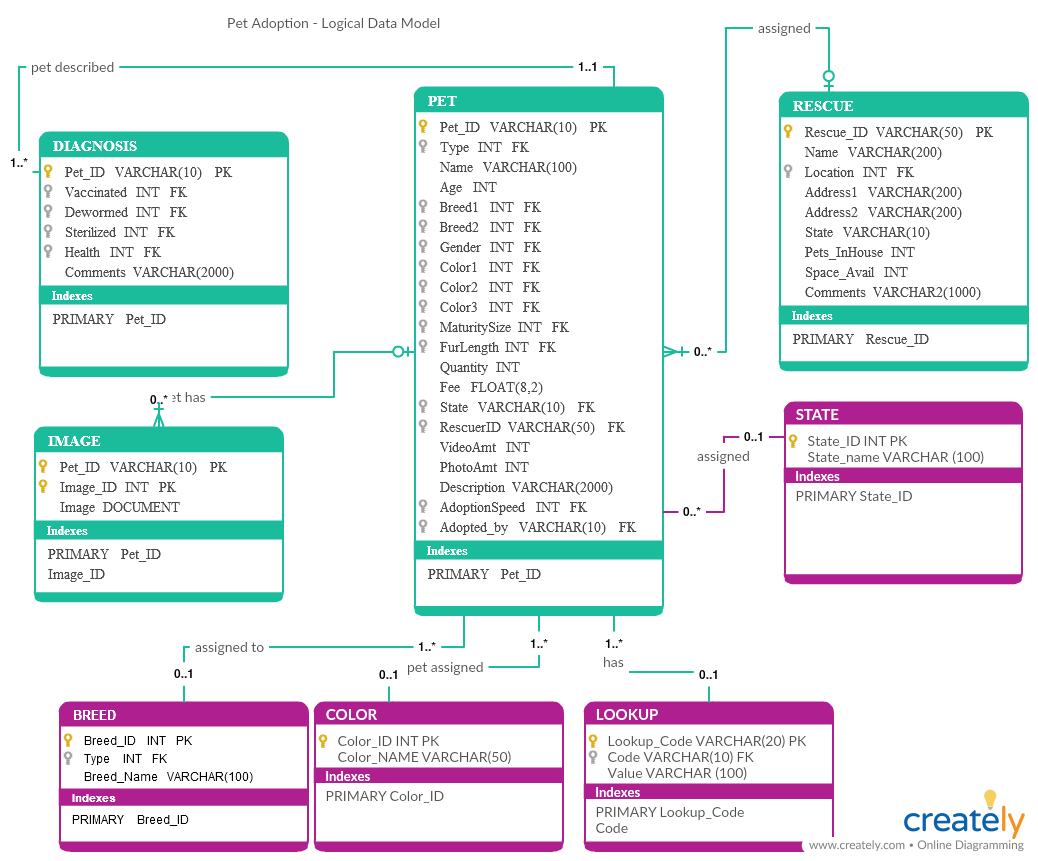 Pet Adoption - Logical Data Model
assigned
pet described
1..1
1..*
DIAGNOSIS
Pet_ID VARCHAR(10) PK
Vaccinated INT FK
Dewormed INT FK
Sterilized INT FK
Health INT FK
Comments VARCHAR(2000)
Indexes
PRIMARY Pet_ID
PET
Pet_ID VARCHAR(10) PK
Type INT FK
Name VARCHAR(100)
Age INT
Breed1 INT FK
Breed2 INT FK
Gender INT FK
Color1 INT FK
Color2 INT FK
Color3 INT FK
MaturitySize INT FK
FurLength INT FK
Quantity INT
Fee FLOAT(8,2)
State VARCHAR(10) FK
RescuerID VARCHAR(50) FK
VideoAmt INT
PhotoAmt INT
Description VARCHAR(2000)
AdoptionSpeed INT FK
Adopted_by VARCHAR(10) FK
Indexes
PRIMARY Pet_ID
RESCUE
Rescue_ID VARCHAR(50) PK
Name VARCHAR(200)
Location INT FK
Address1 VARCHAR(200)
Address2 VARCHAR(200)
State VARCHAR(10)
Pets_InHouse INT
Space_Avail INT
Comments VARCHAR2(1000)
Indexes
PRIMARY Rescue_ID
0..*
0..*
et has
IMAGE
Pet_ID VARCHAR(10) PK
Image_ID INT PK
Image DOCUMENT
Indexes
PRIMARY Pet_ID
Image_ID
STATE
State_ID INT PK
State_name VARCHAR (100)
Indexes
PRIMARY State_ID
0..1
assigned
0..*
assigned to
1..*
0..1
pet assigned
1..*
0..1
has
1..*
0..1
BREED
Breed_ID INT PK
Type INT FK
Breed_Name VARCHAR(100)
Indexes
PRIMARY Breed_ID
COLOR
Color_ID INT PK
Color_NAME VARCHAR(50)
Indexes
PRIMARY Color_ID
LOOKUP
Lookup_Code VARCHAR(20) PK
Code VARCHAR(10) FK
Value VARCHAR (100)
Indexes
PRIMARY Lookup_Code
Code
creately
www.creately.com • Online Diagramming